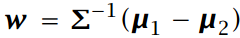 w = Σ⁻¹(μ₁ − μ₂)